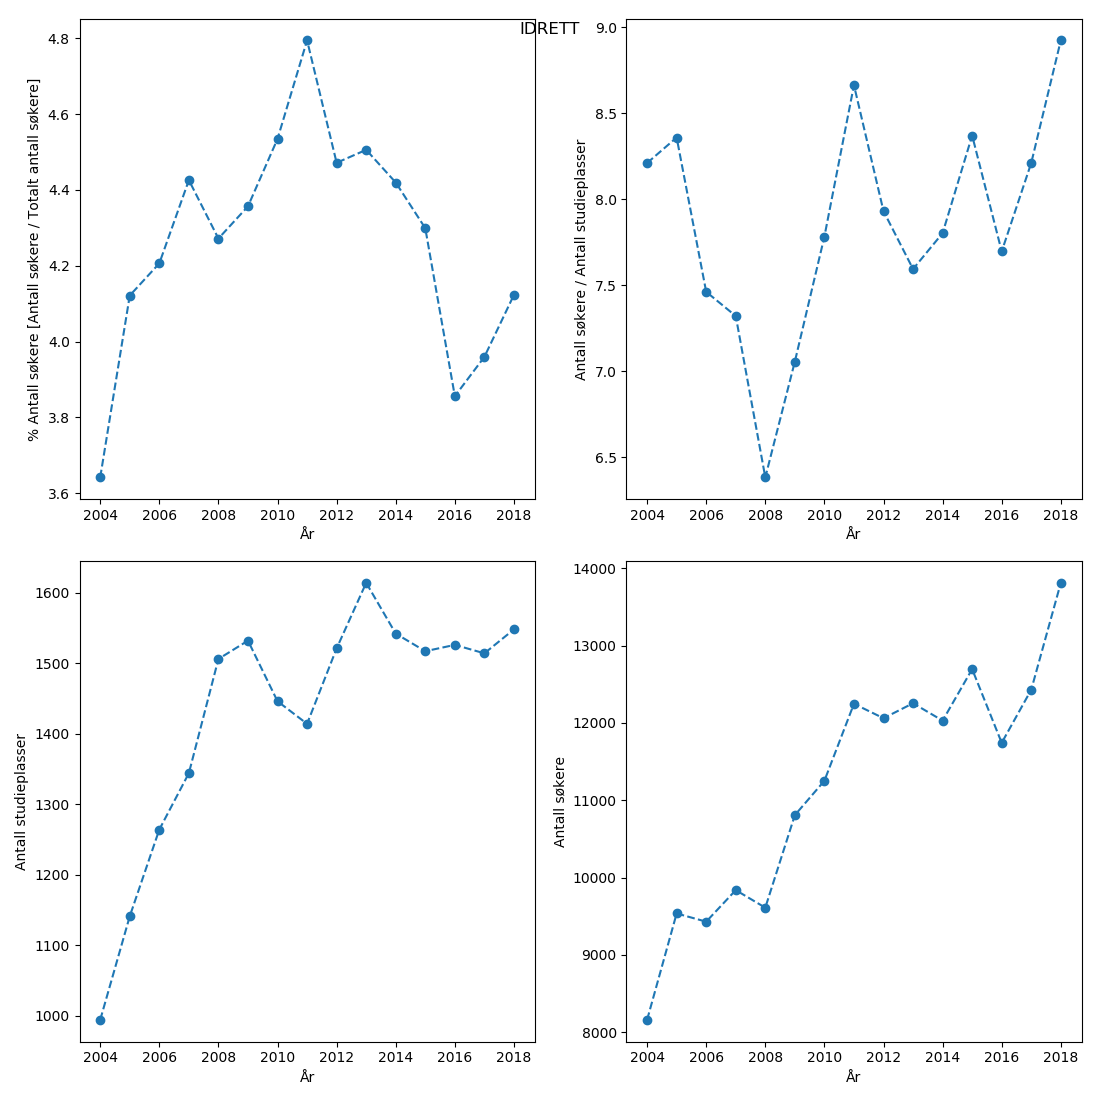 IDRETT
% Antall søkere [Antall søkere / Totalt antall søkere]
4.8
4.6
4.4
4.2
4.0
3.8
3.6
2004 2006 2008 2010 2012 2014 2016 2018
År
Antall søkere / Antall studieplasser
9.0
8.5
8.0
7.5
7.0
6.5
2004 2006 2008 2010 2012 2014 2016 2018
År
Antall studieplasser
1600
1500
1400
1300
1200
1100
1000
2004 2006 2008 2010 2012 2014 2016 2018
År
Antall søkere
14000
13000
12000
11000
10000
9000
8000
2004 2006 2008 2010 2012 2014 2016 2018
År